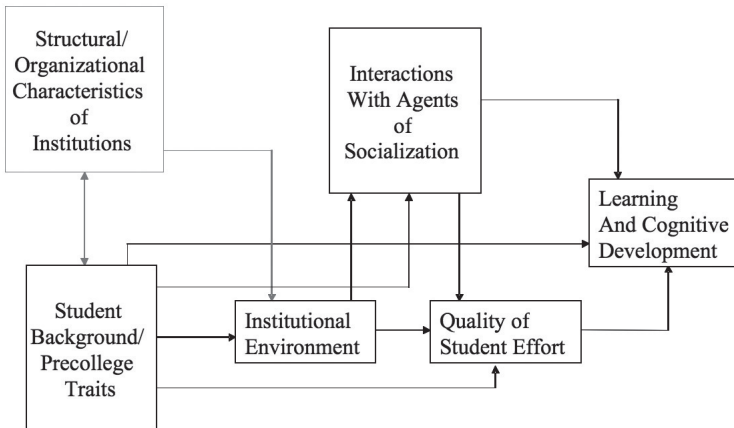 Structural/
Organizational
Characteristics
of
Institutions
Interactions
With Agents
of
Socialization
Learning
And Cognitive
Development
Student
Background/
Precollege
Traits
Institutional
Environment
Quality of
Student Effort